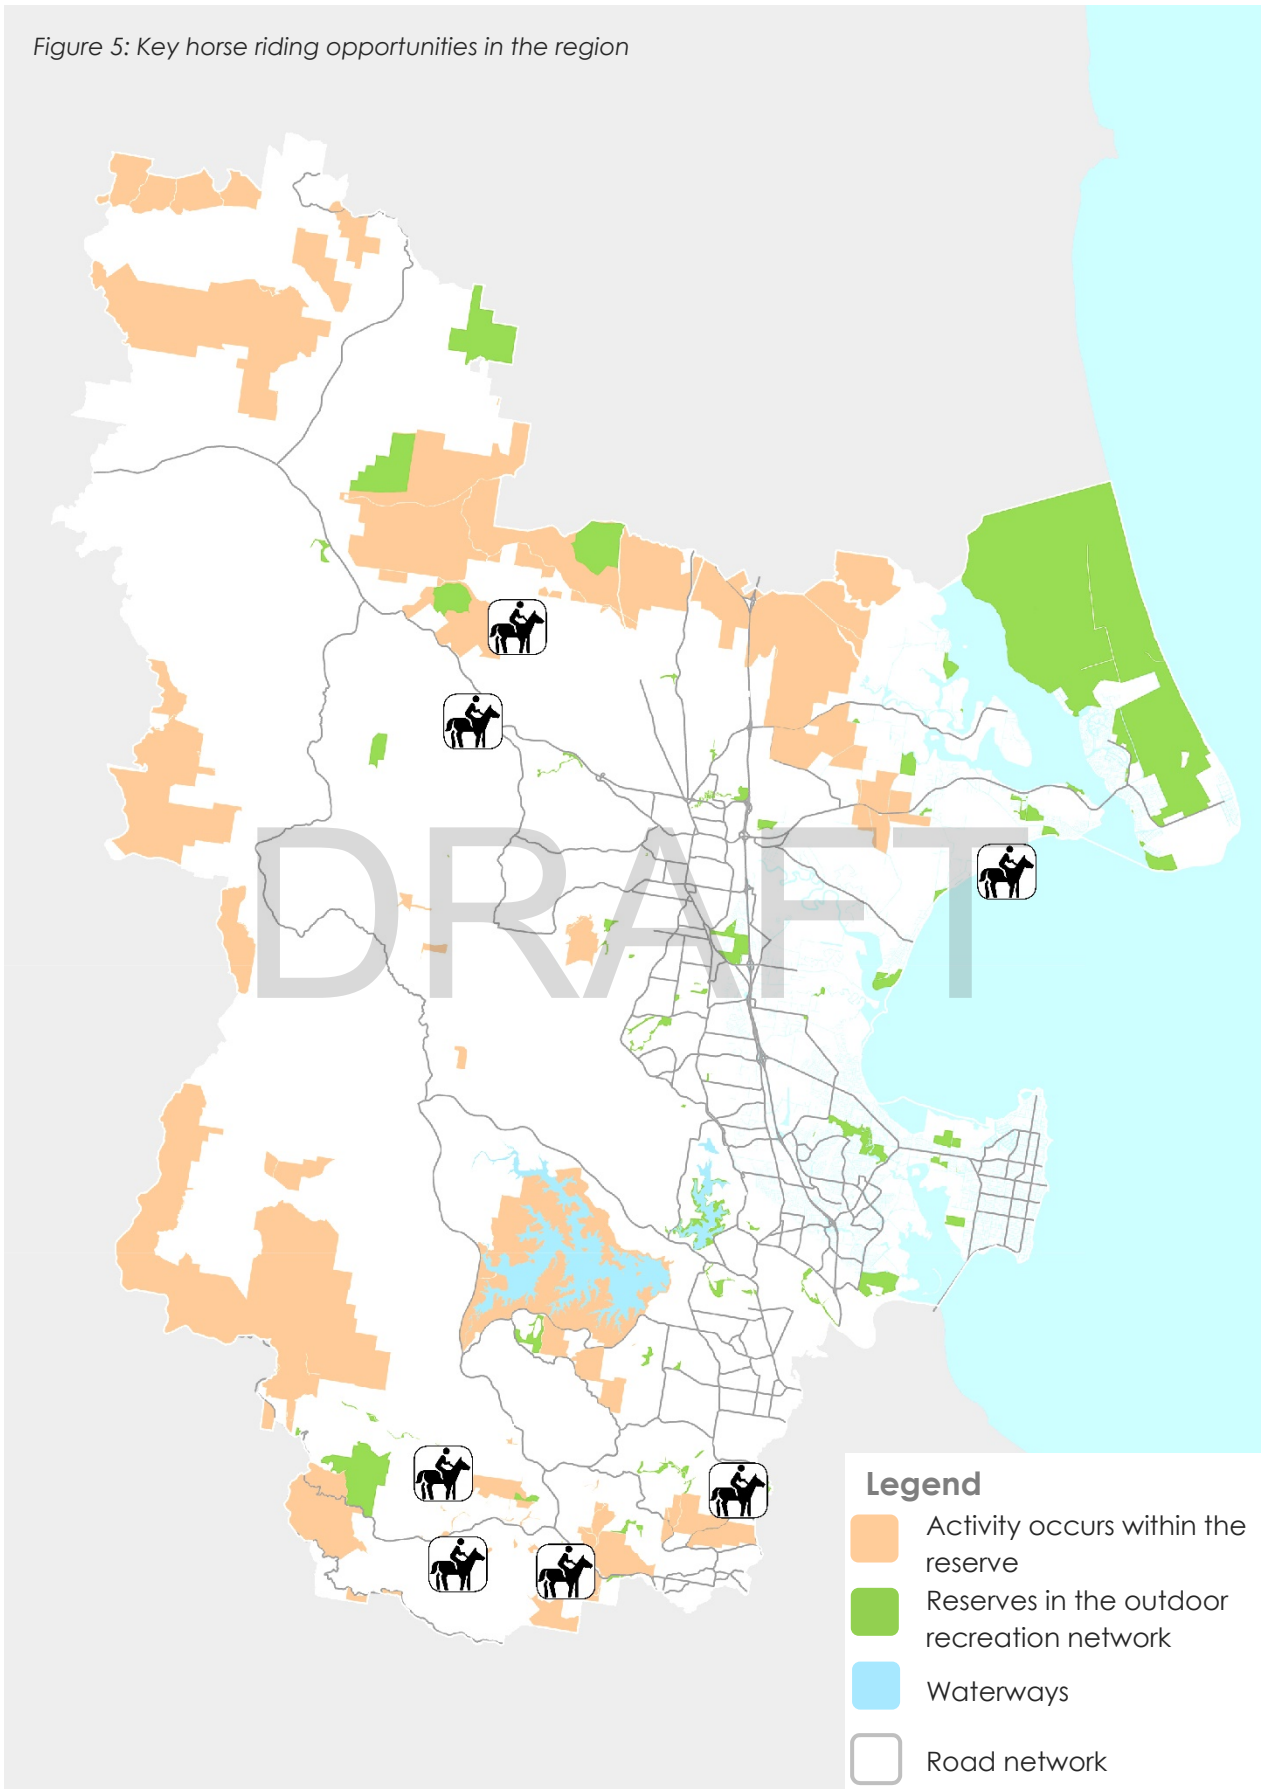 Figure 5: Key horse riding opportunities in the region
DRAFT
Legend
Activity occurs within the
reserve
Reserves in the outdoor
recreation network
Waterways
Road network